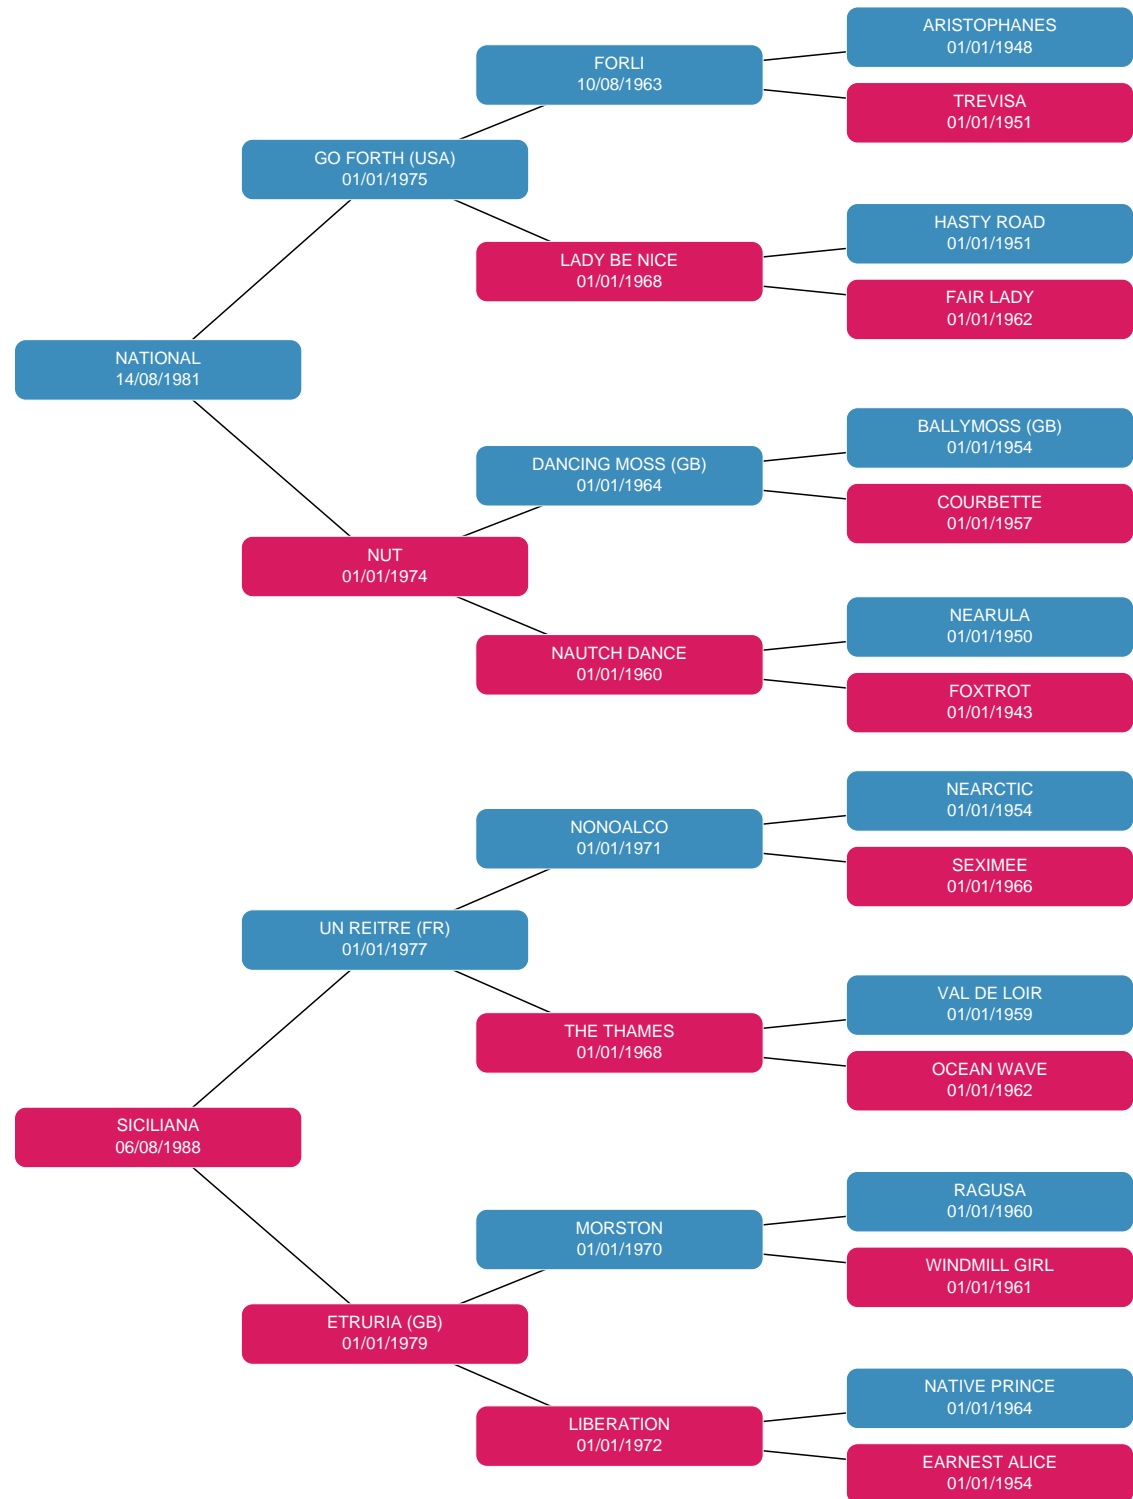 ARISTOPHANES
01/01/1948
FORLI
10/08/1963
TREVISA
01/01/1951
GO FORTH (USA)
01/01/1975
HASTY ROAD
01/01/1951
LADY BE NICE
01/01/1968
FAIR LADY
01/01/1962
NATIONAL
14/08/1981
BALLYMOSS (GB)
01/01/1954
DANCING MOSS (GB)
01/01/1964
COURBETTE
01/01/1957
NUT
01/01/1974
NEARULA
01/01/1950
NAUTCH DANCE
01/01/1960
FOXTROT
01/01/1943
NEARCTIC
01/01/1954
NONOALCO
01/01/1971
SEXIMEE
01/01/1966
UN REITRE (FR)
01/01/1977
VAL DE LOIR
01/01/1959
THE THAMES
01/01/1968
OCEAN WAVE
01/01/1962
SICILIANA
06/08/1988
RAGUSA
01/01/1960
MORSTON
01/01/1970
WINDMILL GIRL
01/01/1961
ETRURIA (GB)
01/01/1979
NATIVE PRINCE
01/01/1964
LIBERATION
01/01/1972
EARNEST ALICE
01/01/1954